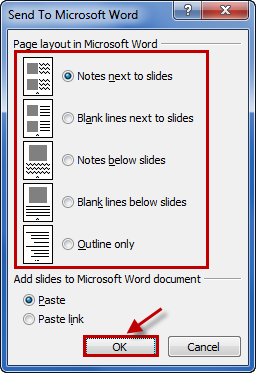 Send To Microsoft Word
Page layout in Microsoft Word
Notes next to slides
Blank lines next to slides
Notes below slides
Blank lines below slides
Outline only
Add slides to Microsoft Word document
Paste
Paste link
OK Cancel